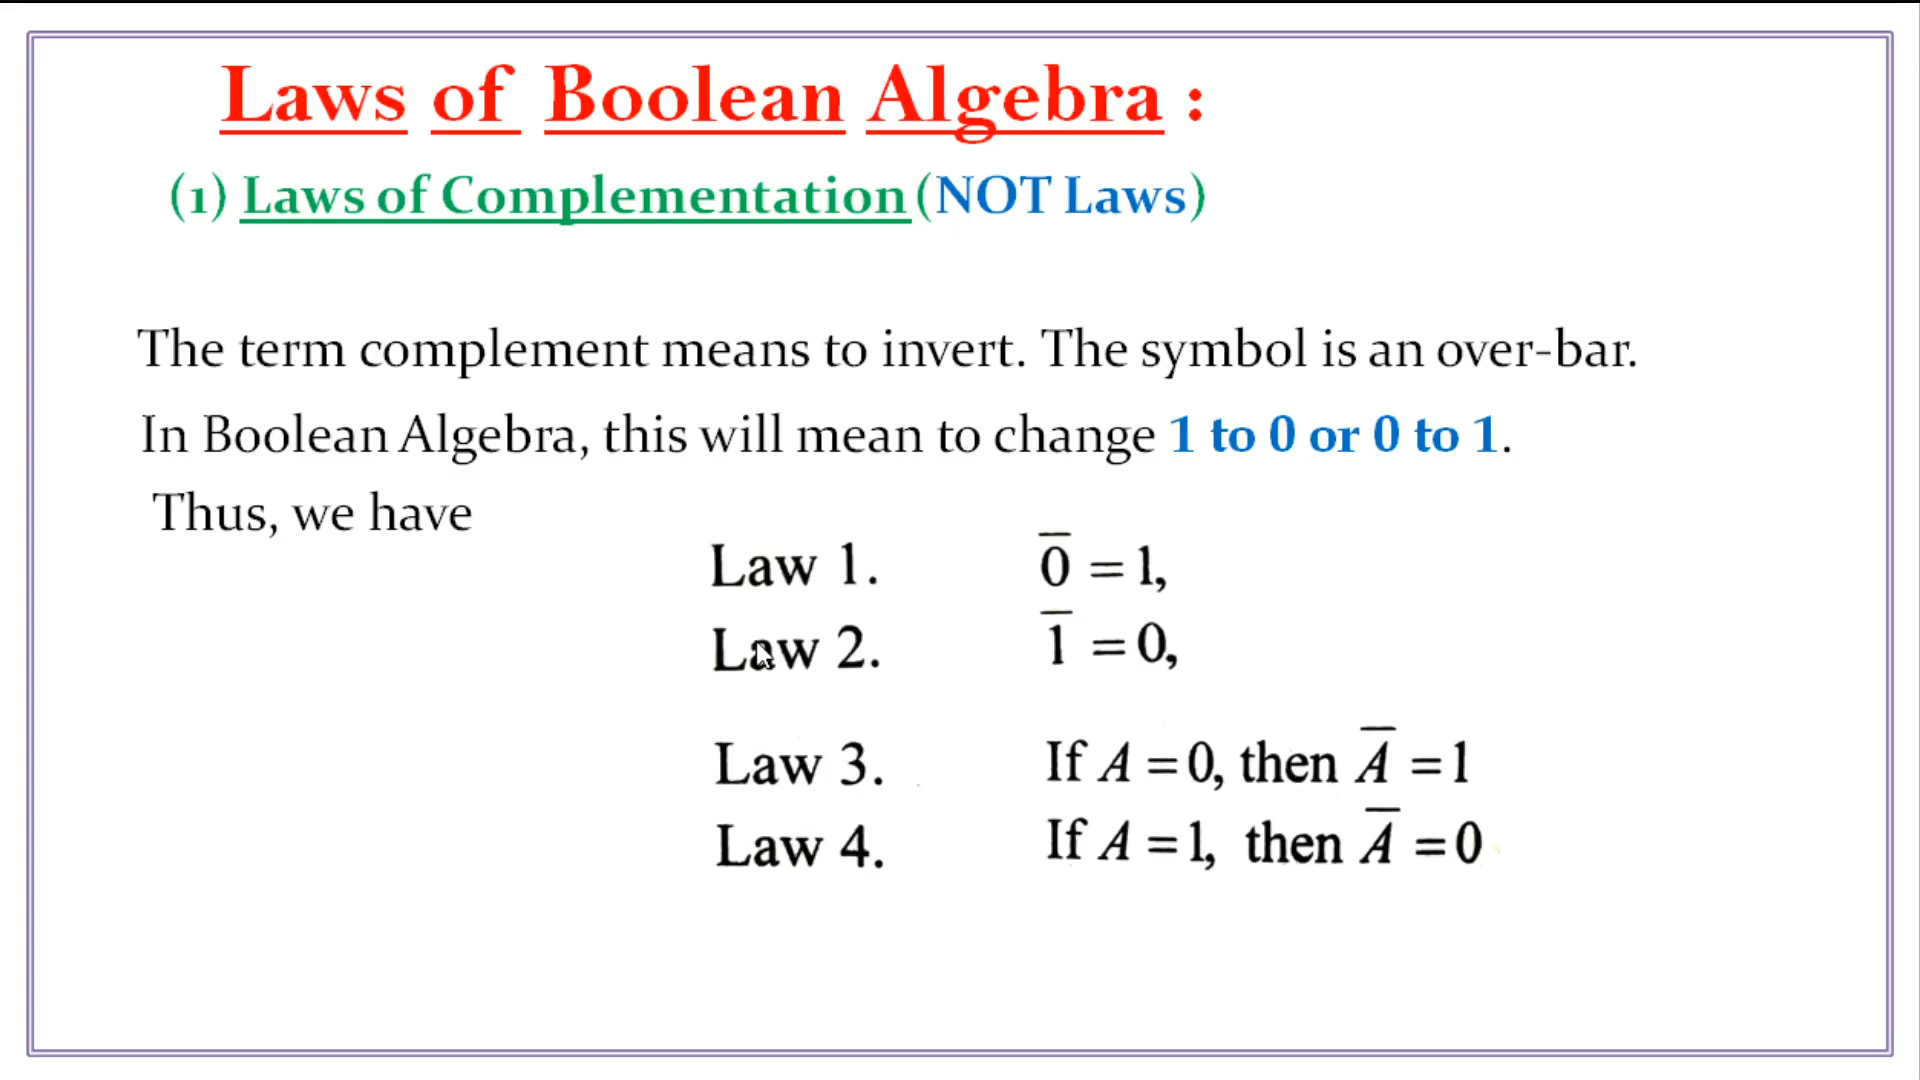 Laws of Boolean Algebra :
(1) Laws of Complementation (NOT Laws)
The term complement means to invert. The symbol is an over-bar.
In Boolean Algebra, this will mean to change 1 to 0 or 0 to 1.
Thus, we have
Law 1. 0̅ = 1,
Law 2. 1̅ = 0,
Law 3. If A = 0, then A̅ = 1
Law 4. If A = 1, then A̅ = 0